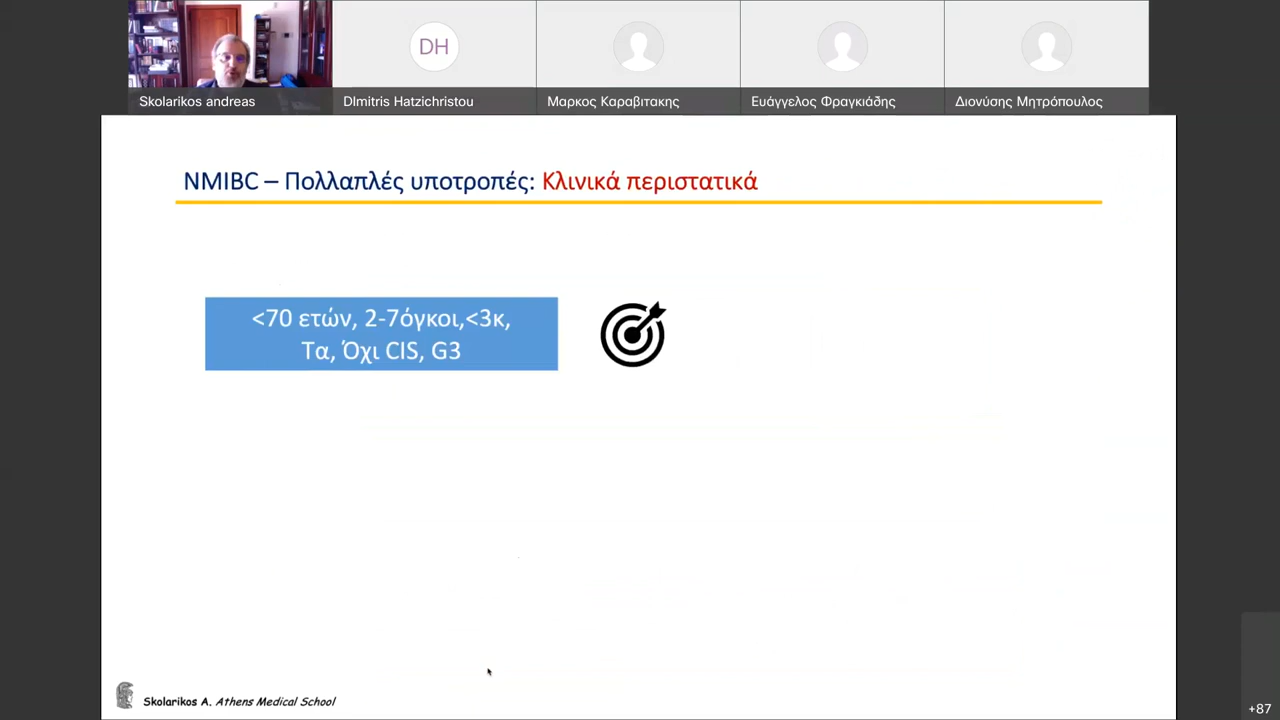 Skolarikos andreas
DH
DImitris Hatzichristou
Μαρκος Καραβιτακης
Ευάγγελος Φραγκιάδης
Διονύσης Μητρόπουλος
NMIBC – Πολλαπλές υποτροπές: Κλινικά περιστατικά
<70 ετών, 2-7όγκοι,<3κ,
Τα, Όχι CIS, G3
Skolarikos A. Athens Medical School
+87